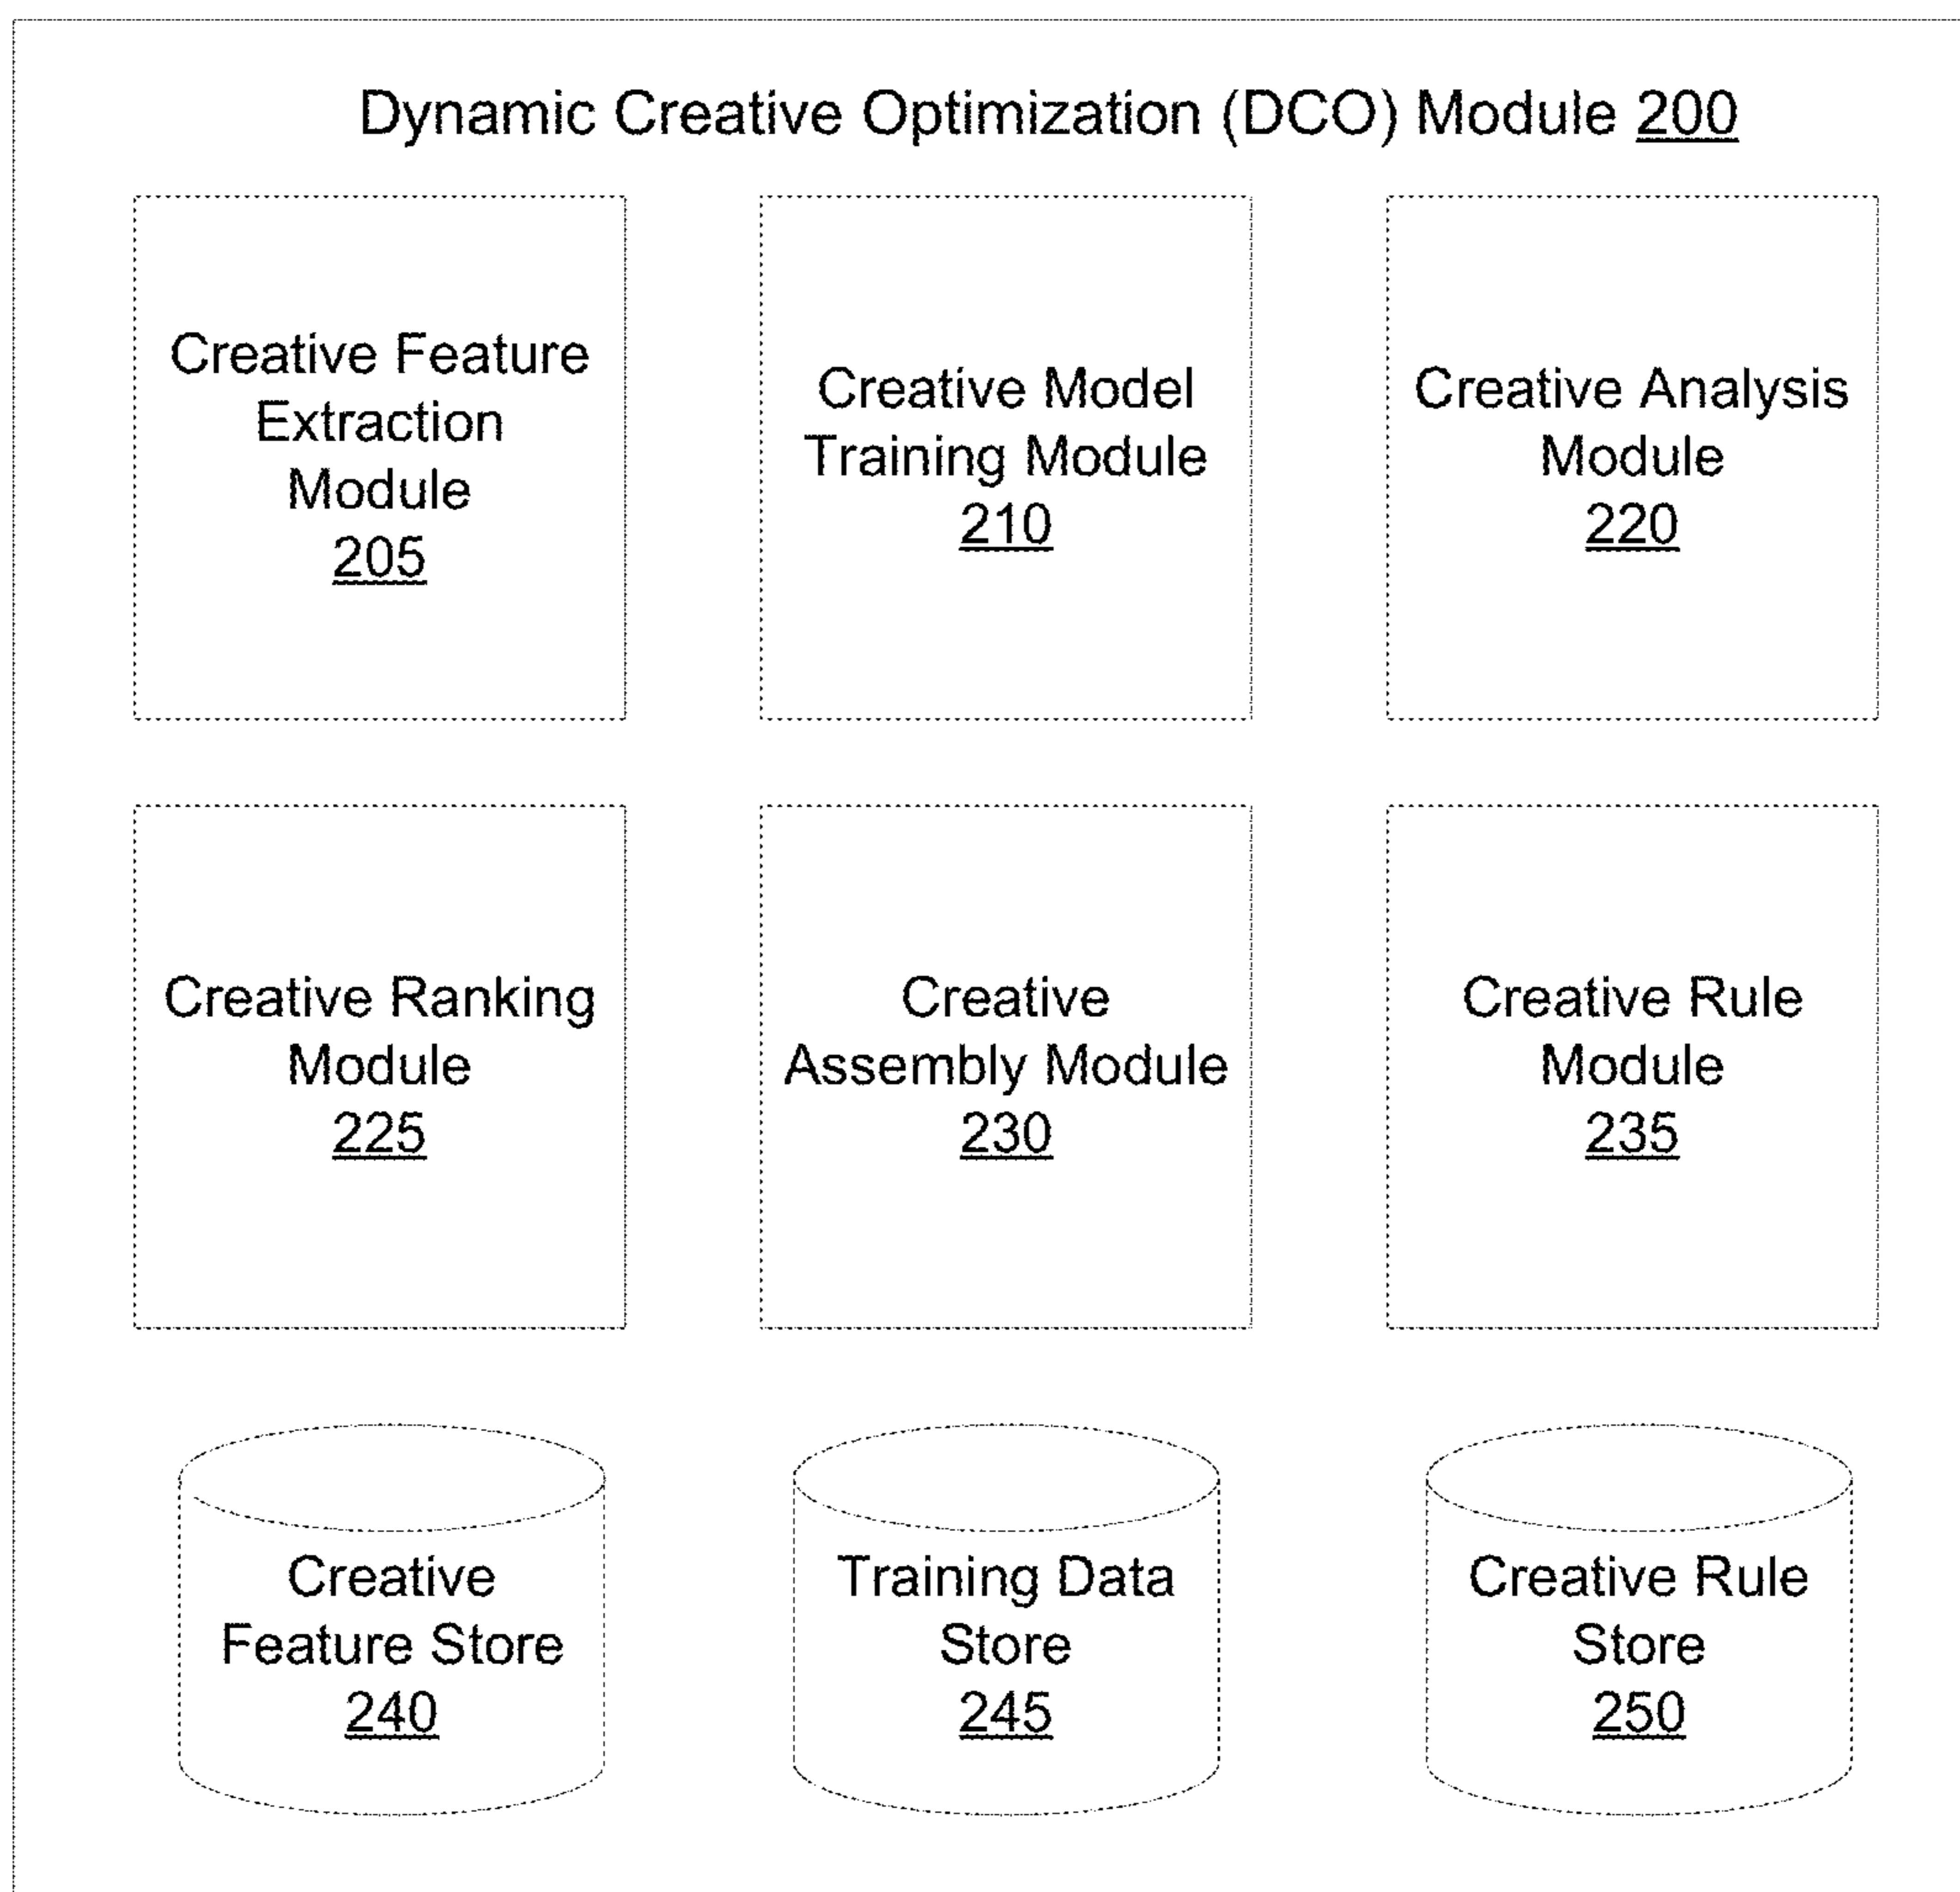 Dynamic Creative Optimization (DCO) Module 200
Creative Feature
Extraction
Module
205
Creative Model
Training Module
210
Creative Analysis
Module
220
Creative Ranking
Module
225
Creative
Assembly Module
230
Creative Rule
Module
235
Creative
Feature Store
240
Training Data
Store
245
Creative Rule
Store
250